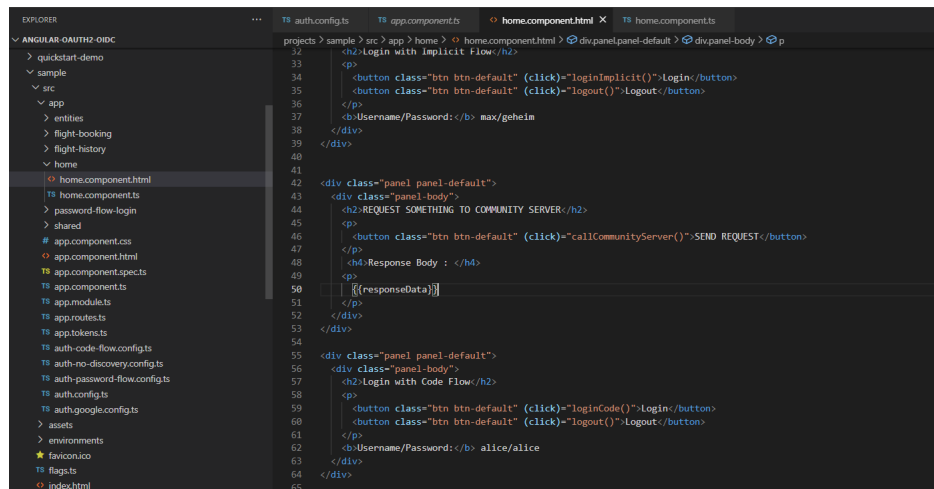 EXPLORER
···
TS auth.config.ts
TS app.component.ts
<> home.component.html ×
TS home.component.ts
ANGULAR-OAUTH2-OIDC
projects > sample > src > app > home > <> home.component.html > div.panel.panel-default > div.panel-body > p
> quickstart-demo
sample
src
app
> entities
> flight-booking
> flight-history
home
<> home.component.html
TS home.component.ts
> password-flow-login
> shared
# app.component.css
<> app.component.html
TS app.component.spec.ts
TS app.component.ts
TS app.module.ts
TS app.routes.ts
TS app.tokens.ts
TS auth-code-flow.config.ts
TS auth-no-discovery.config.ts
TS auth-password-flow.config.ts
TS auth.config.ts
TS auth.google.config.ts
> assets
> environments
favicon.ico
TS flags.ts
<> index.html
32 <h2>Login with Implicit Flow</h2>
33 <p>
34 <button class="btn btn-default" (click)="loginImplicit()">Login</button>
35 <button class="btn btn-default" (click)="logout()">Logout</button>
36 </p>
37 <b>Username/Password:</b> max/geheim
38 </div>
39 </div>
40
41
42 <div class="panel panel-default">
43 <div class="panel-body">
44 <h2>REQUEST SOMETHING TO COMMUNITY SERVER</h2>
45 <p>
46 <button class="btn btn-default" (click)="callCommunityServer()">SEND REQUEST</button>
47 </p>
48 <h4>Response Body : </h4>
49 <p>
50 {{responseData}}
51 </p>
52 </div>
53 </div>
54
55 <div class="panel panel-default">
56 <div class="panel-body">
57 <h2>Login with Code Flow</h2>
58 <p>
59 <button class="btn btn-default" (click)="loginCode()">Login</button>
60 <button class="btn btn-default" (click)="logout()">Logout</button>
61 </p>
62 <b>Username/Password:</b> alice/alice
63 </div>
64 </div>
65